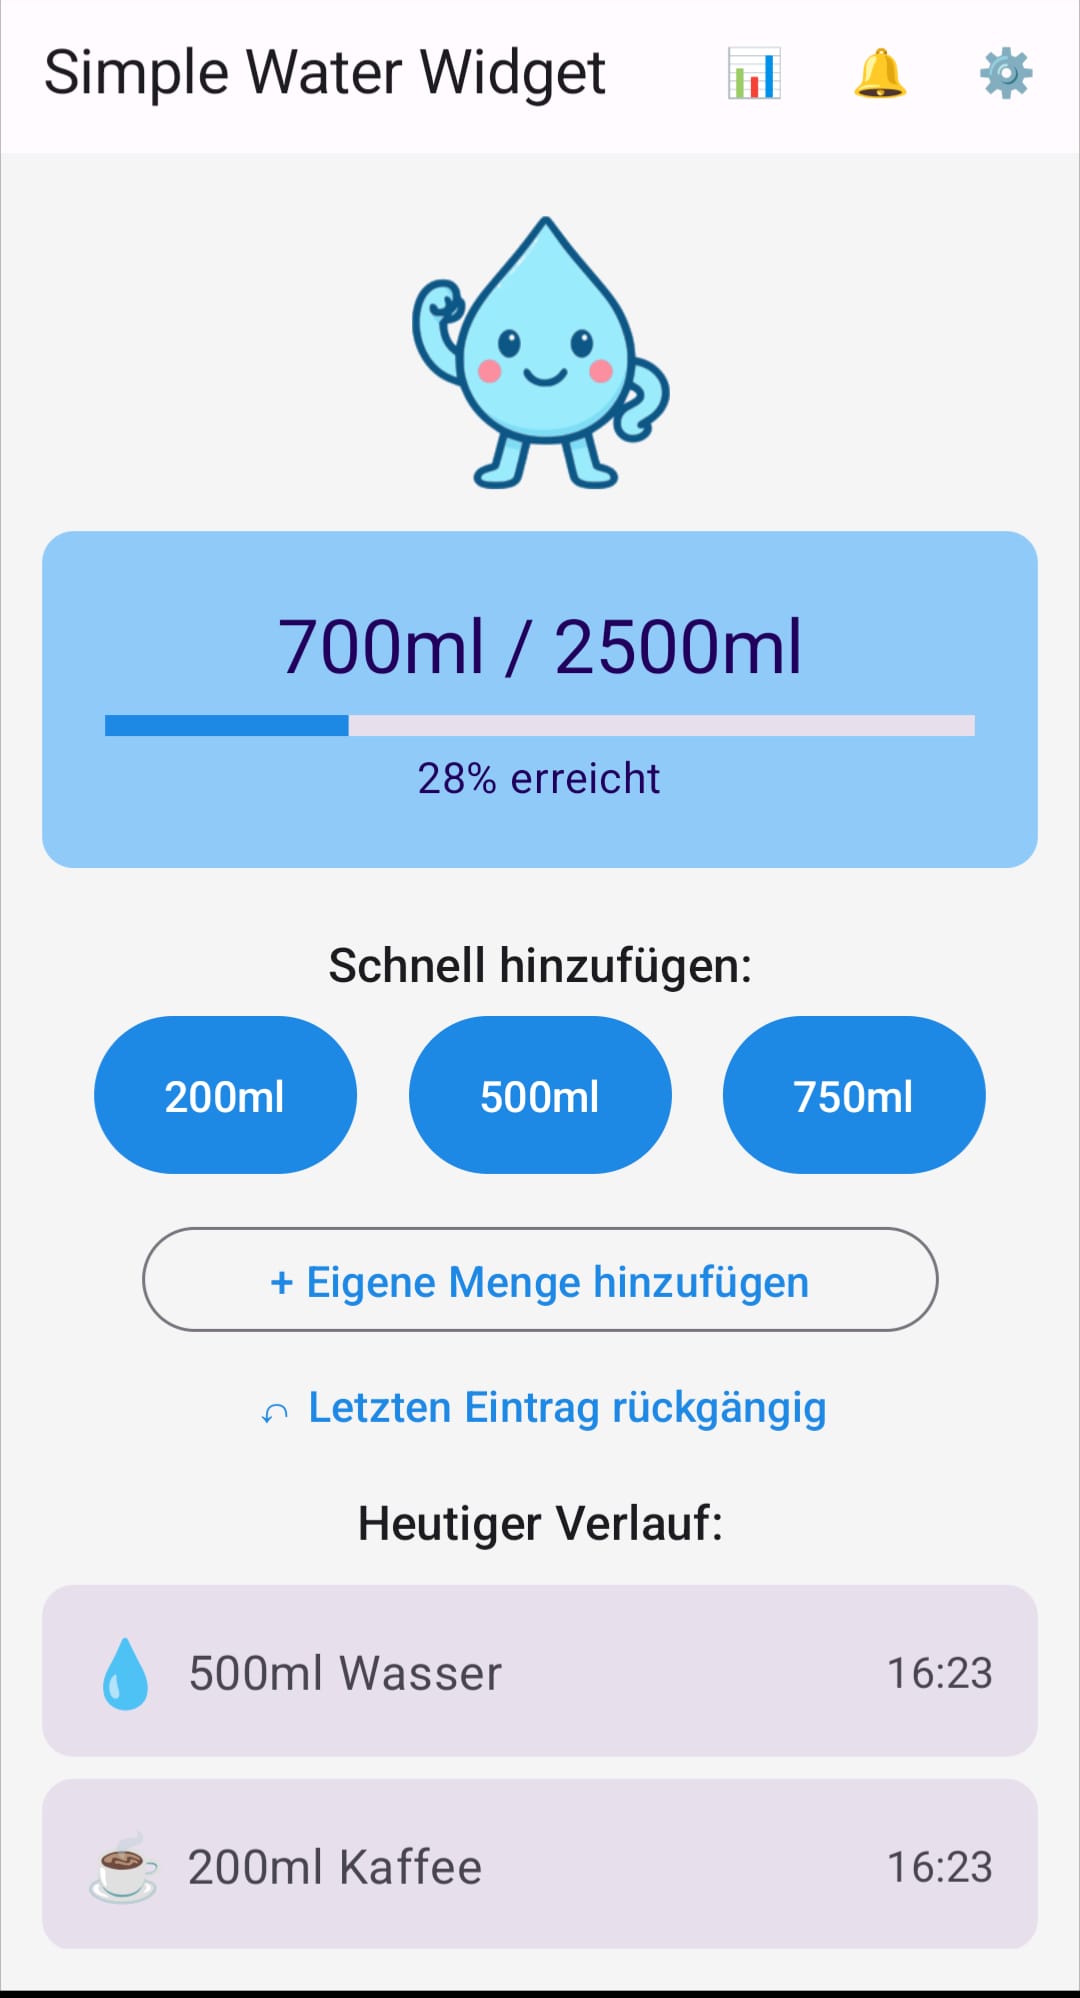 Simple Water Widget
700ml / 2500ml
28% erreicht
Schnell hinzufügen:
200ml 500ml 750ml
+ Eigene Menge hinzufügen
Letzten Eintrag rückgängig
Heutiger Verlauf:
500ml Wasser 16:23
200ml Kaffee 16:23